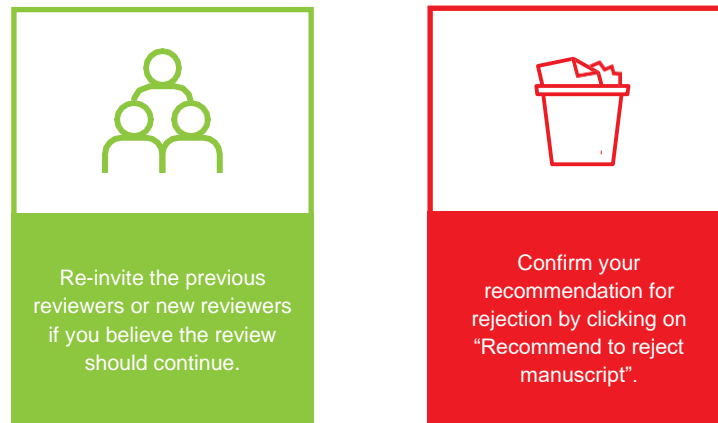 Re-invite the previous
reviewers or new reviewers
if you believe the review
should continue.
Confirm your
recommendation for
rejection by clicking on
“Recommend to reject
manuscript”.